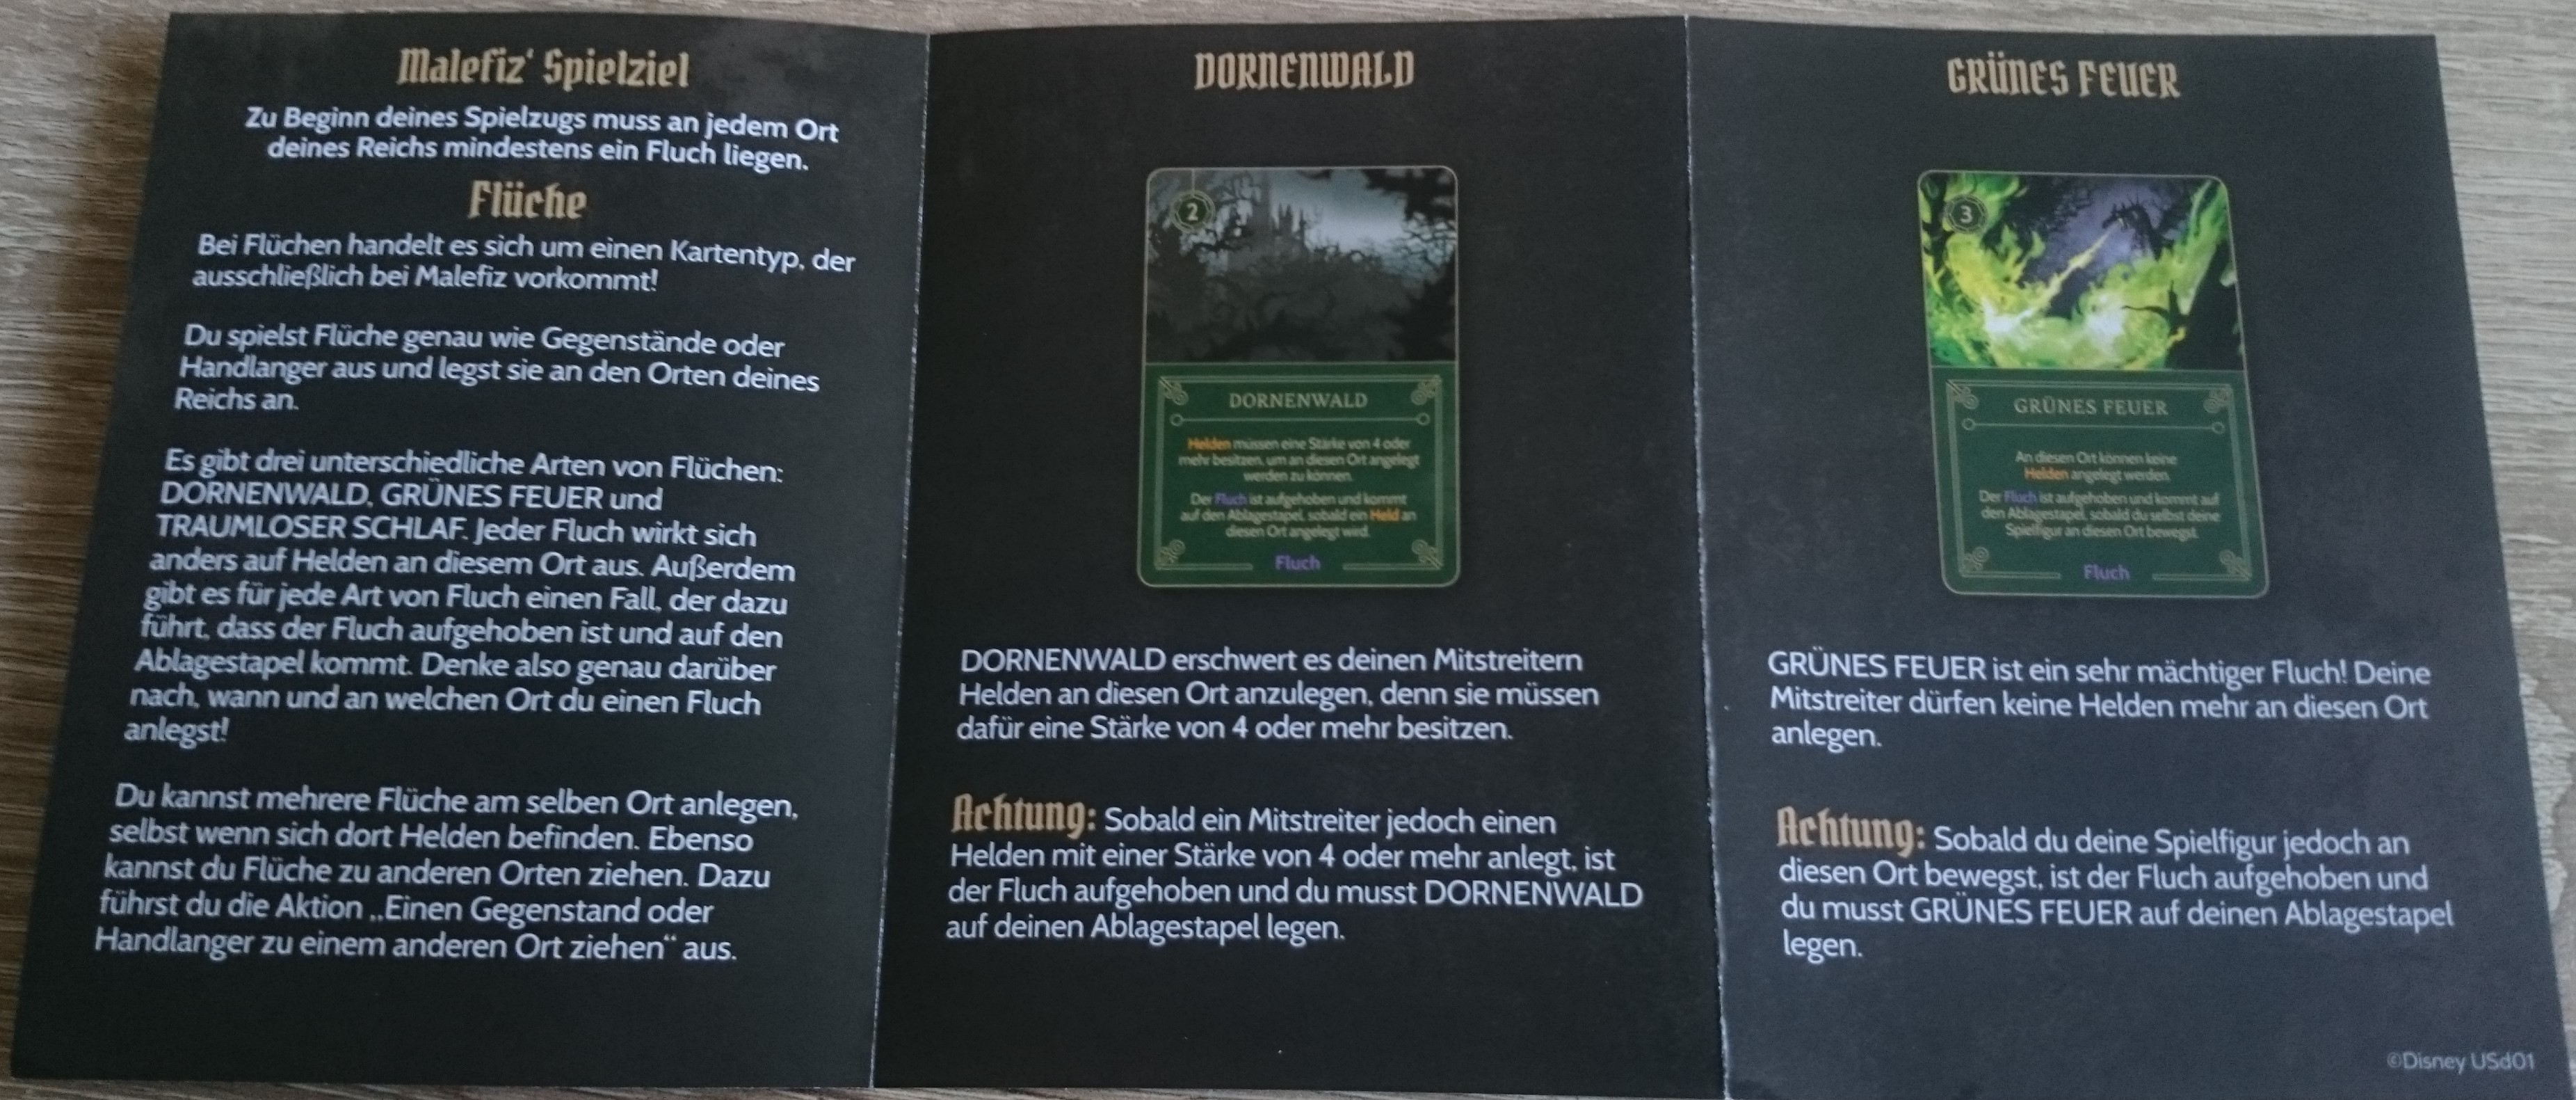 Malefiz' Spielziel
Zu Beginn deines Spielzugs muss an jedem Ort
deines Reichs mindestens ein Fluch liegen.
Flüche
Bei Flüchen handelt es sich um einen Kartentyp, der
ausschließlich bei Malefiz vorkommt!
Du spielst Flüche genau wie Gegenstände oder
Handlanger aus und legst sie an den Orten deines
Reichs an.
Es gibt drei unterschiedliche Arten von Flüchen:
DORNENWALD, GRÜNES FEUER und
TRAUMLOSER SCHLAF. Jeder Fluch wirkt sich
anders auf Helden an diesem Ort aus. Außerdem
gibt es für jede Art von Fluch einen Fall, der dazu
führt, dass der Fluch aufgehoben ist und auf den
Ablagestapel kommt. Denke also genau darüber
nach, wann und an welchen Ort du einen Fluch
anlegst!
Du kannst mehrere Flüche am selben Ort anlegen,
selbst wenn sich dort Helden befinden. Ebenso
kannst du Flüche zu anderen Orten ziehen. Dazu
führst du die Aktion „Einen Gegenstand oder
Handlanger zu einem anderen Ort ziehen“ aus.
DORNENWALD
2
DORNENWALD
Helden müssen eine Stärke von 4 oder
mehr besitzen, um an diesen Ort angelegt
werden zu können.
Der Fluch ist aufgehoben und kommt
auf den Ablagestapel, sobald ein Held an
diesen Ort angelegt wird.
Fluch
DORNENWALD erschwert es deinen Mitstreitern
Helden an diesen Ort anzulegen, denn sie müssen
dafür eine Stärke von 4 oder mehr besitzen.
Achtung: Sobald ein Mitstreiter jedoch einen
Helden mit einer Stärke von 4 oder mehr anlegt, ist
der Fluch aufgehoben und du musst DORNENWALD
auf deinen Ablagestapel legen.
GRÜNES FEUER
3
GRÜNES FEUER
An diesen Ort können keine
Helden angelegt werden.
Der Fluch ist aufgehoben und kommt auf
den Ablagestapel, sobald du selbst deine
Spielfigur an diesen Ort bewegst.
Fluch
GRÜNES FEUER ist ein sehr mächtiger Fluch! Deine
Mitstreiter dürfen keine Helden mehr an diesen Ort
anlegen.
Achtung: Sobald du deine Spielfigur jedoch an
diesen Ort bewegst, ist der Fluch aufgehoben und
du musst GRÜNES FEUER auf deinen Ablagestapel
legen.
©Disney USd01